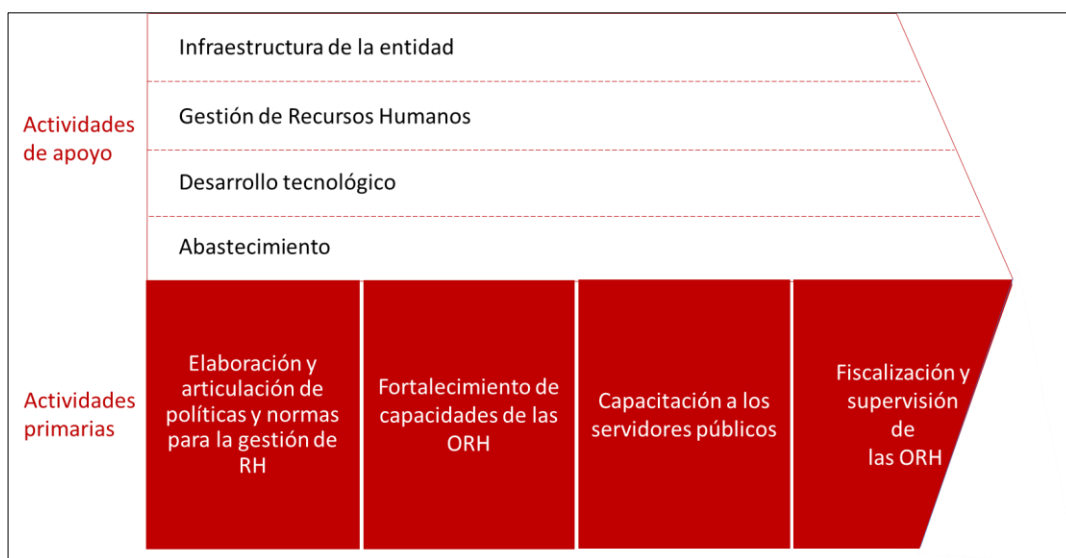 Actividades
de apoyo
Infraestructura de la entidad
Gestión de Recursos Humanos
Desarrollo tecnológico
Abastecimiento
Actividades
primarias
Elaboración y
articulación de
políticas y normas
para la gestión de
RH
Fortalecimiento de
capacidades de las
ORH
Capacitación a los
servidores públicos
Fiscalización y
supervisión
de
las ORH